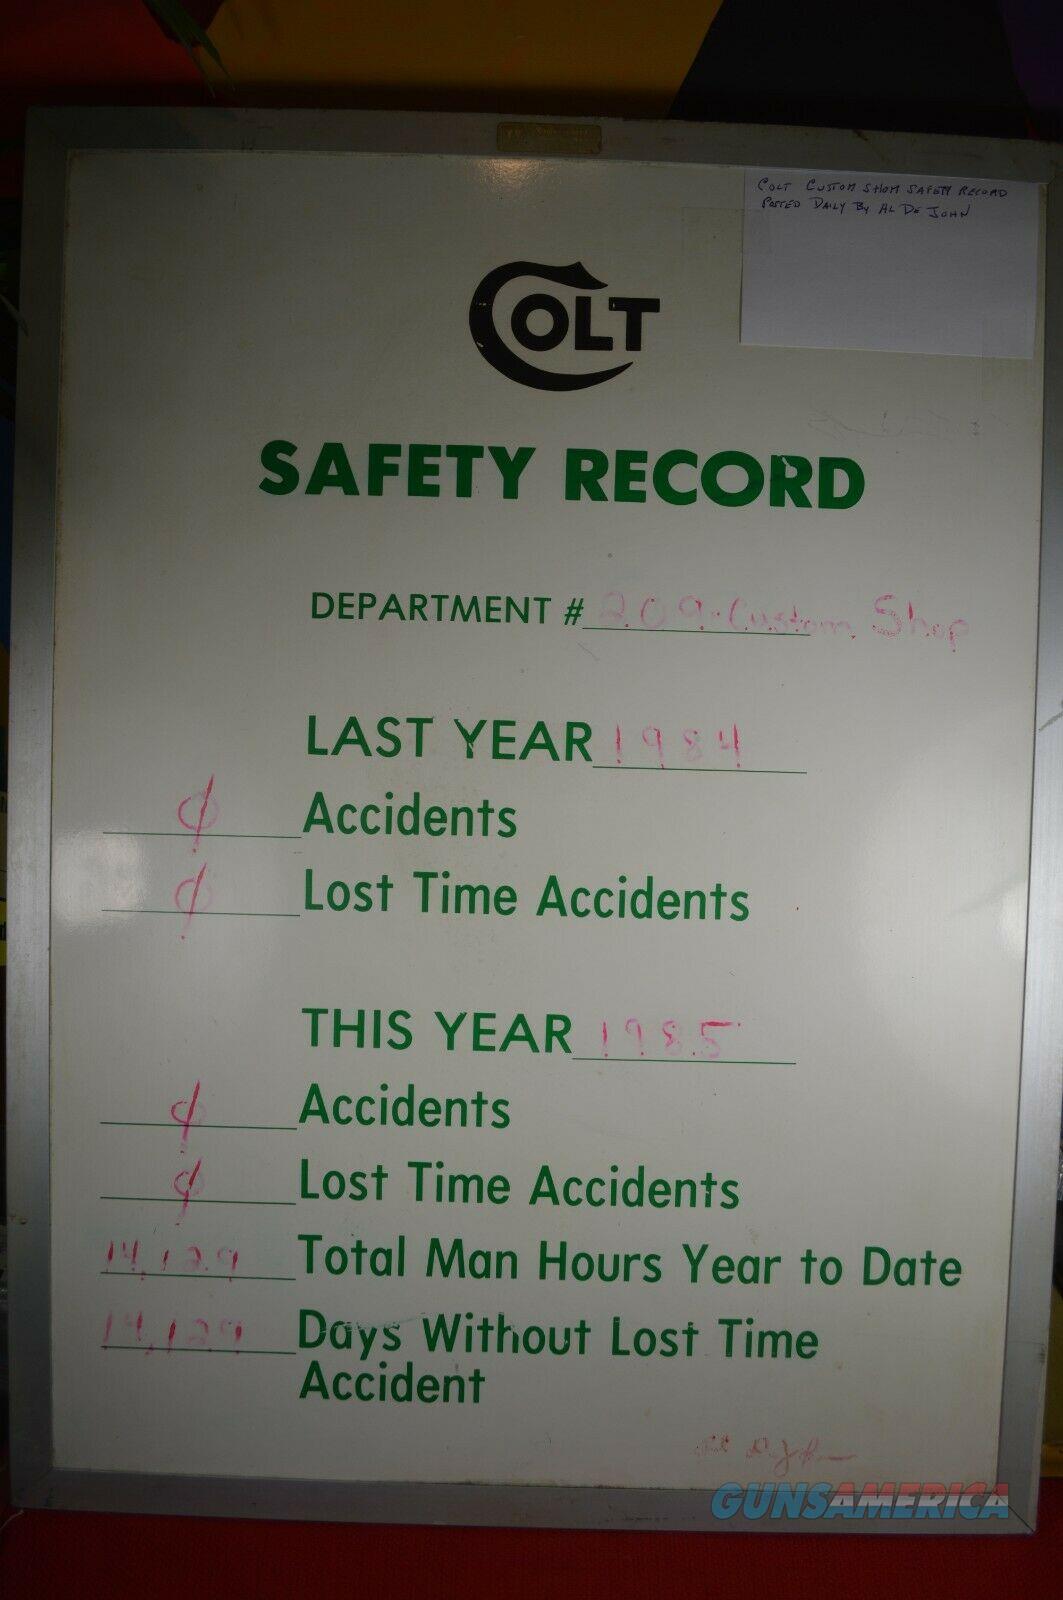 COLT CUSTOM SHOP SAFETY RECORD
POSTED DAILY BY AL DE JOHN
COLT
SAFETY RECORD
DEPARTMENT # 209-Custom Shop
LAST YEAR 1984
Ø Accidents
Ø Lost Time Accidents
THIS YEAR 1985
Ø Accidents
Ø Lost Time Accidents
14,129 Total Man Hours Year to Date
14,129 Days Without Lost Time
Accident
GUNSAMERICA